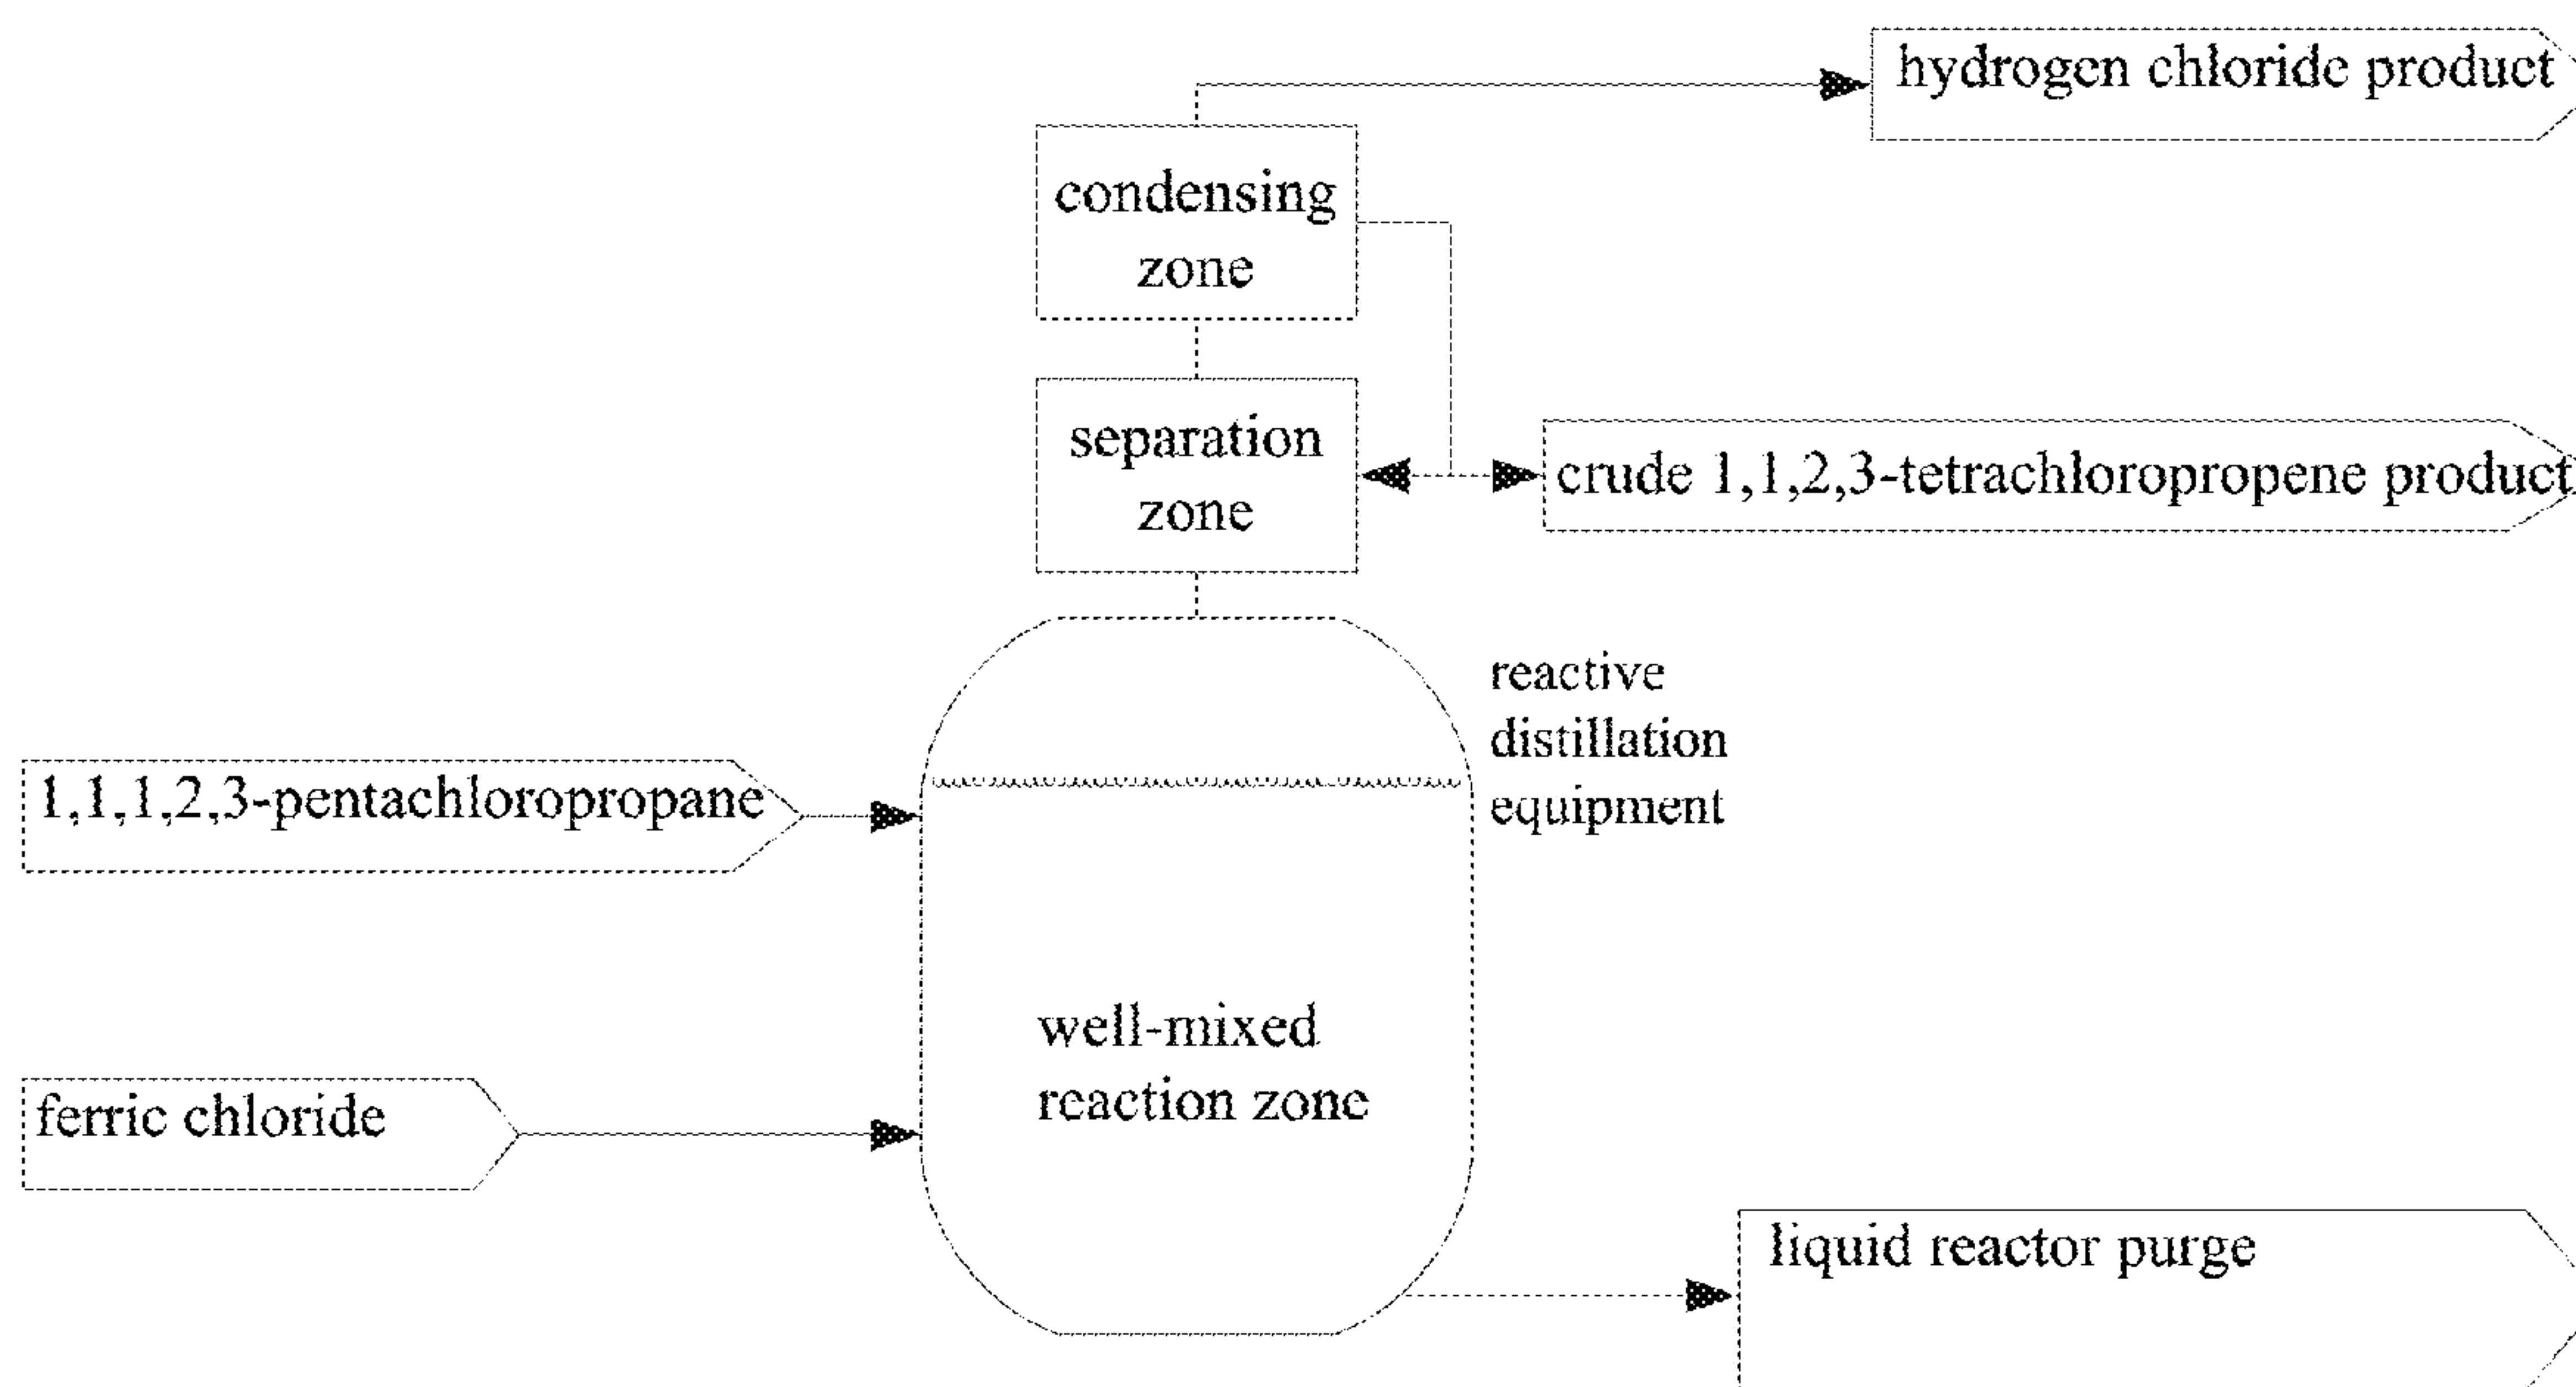 hydrogen chloride product
condensing
zone
separation
zone
crude 1,1,2,3-tetrachloropropene product
reactive
distillation
equipment
1,1,1,2,3-pentachloropropane
well-mixed
reaction zone
ferric chloride
liquid reactor purge